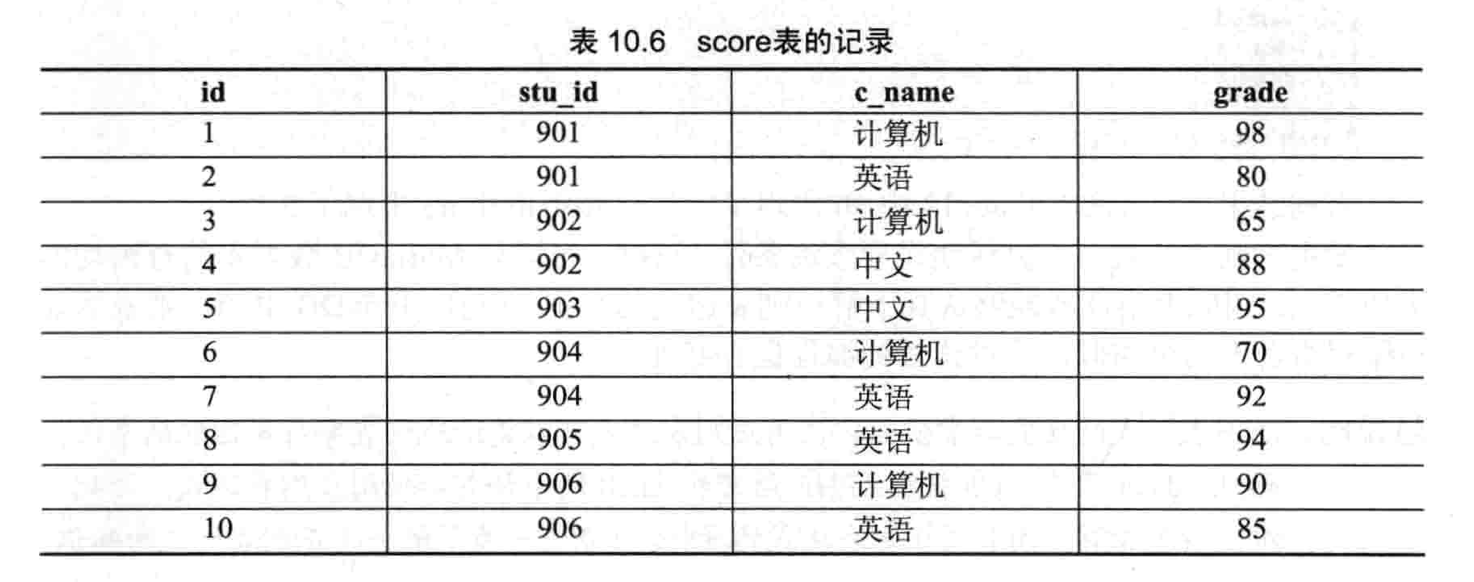 表 10.6 score表的记录
id stu_id c_name grade
1 901 计算机 98
2 901 英语 80
3 902 计算机 65
4 902 中文 88
5 903 中文 95
6 904 计算机 70
7 904 英语 92
8 905 英语 94
9 906 计算机 90
10 906 英语 85